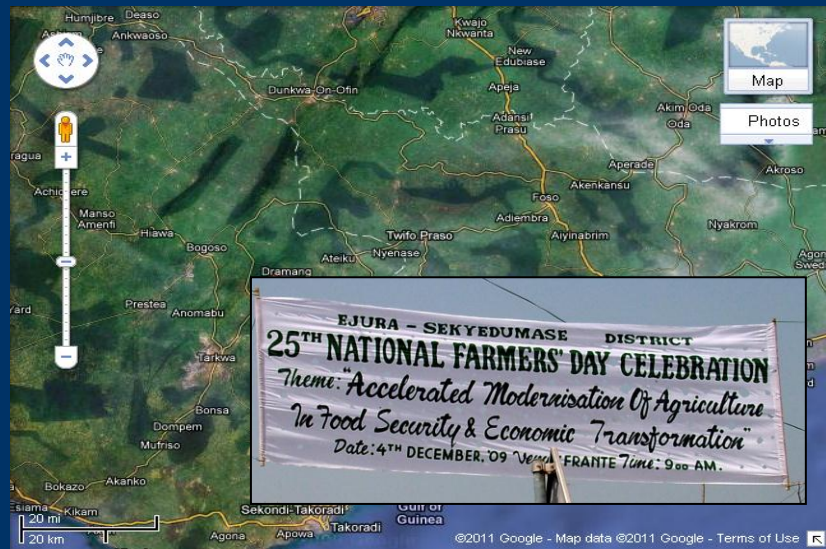 Humjibre
Deaso
Ankwaoso
Kwajo
Nkwanta
New
Edubiase
Dunkwa-On-Ofin
Apeja
Map
Adansi
Prasu
Akim Oda
Oda
Photos
Aperade
Akroso
Akenkansu
Manso
Amenfi
Foso
Hiawa
Adiembra
Nyakrom
Twifo Praso
Aiyinabrim
Bogoso
Nyenase
Ateiku
Dramang
Prestea
Anomabu
Tarkwa
Bonsa
Dompem
Mufriso
EJURA - SEKYEDUMASE DISTRICT
25TH NATIONAL FARMERS' DAY CELEBRATION
Theme: "Accelerated Modernisation Of Agriculture
In Food Security & Economic Transformation"
Date: 4TH DECEMBER, '09 FRANTE Time: 9:00 AM.
Bokazo
Akanko
Esiama
Kikam
Sekondi-Takoradi
Gulf of
Guinea
20 mi
20 km
Agona
Apowa
Takoradi
©2011 Google - Map data ©2011 Google - Terms of Use